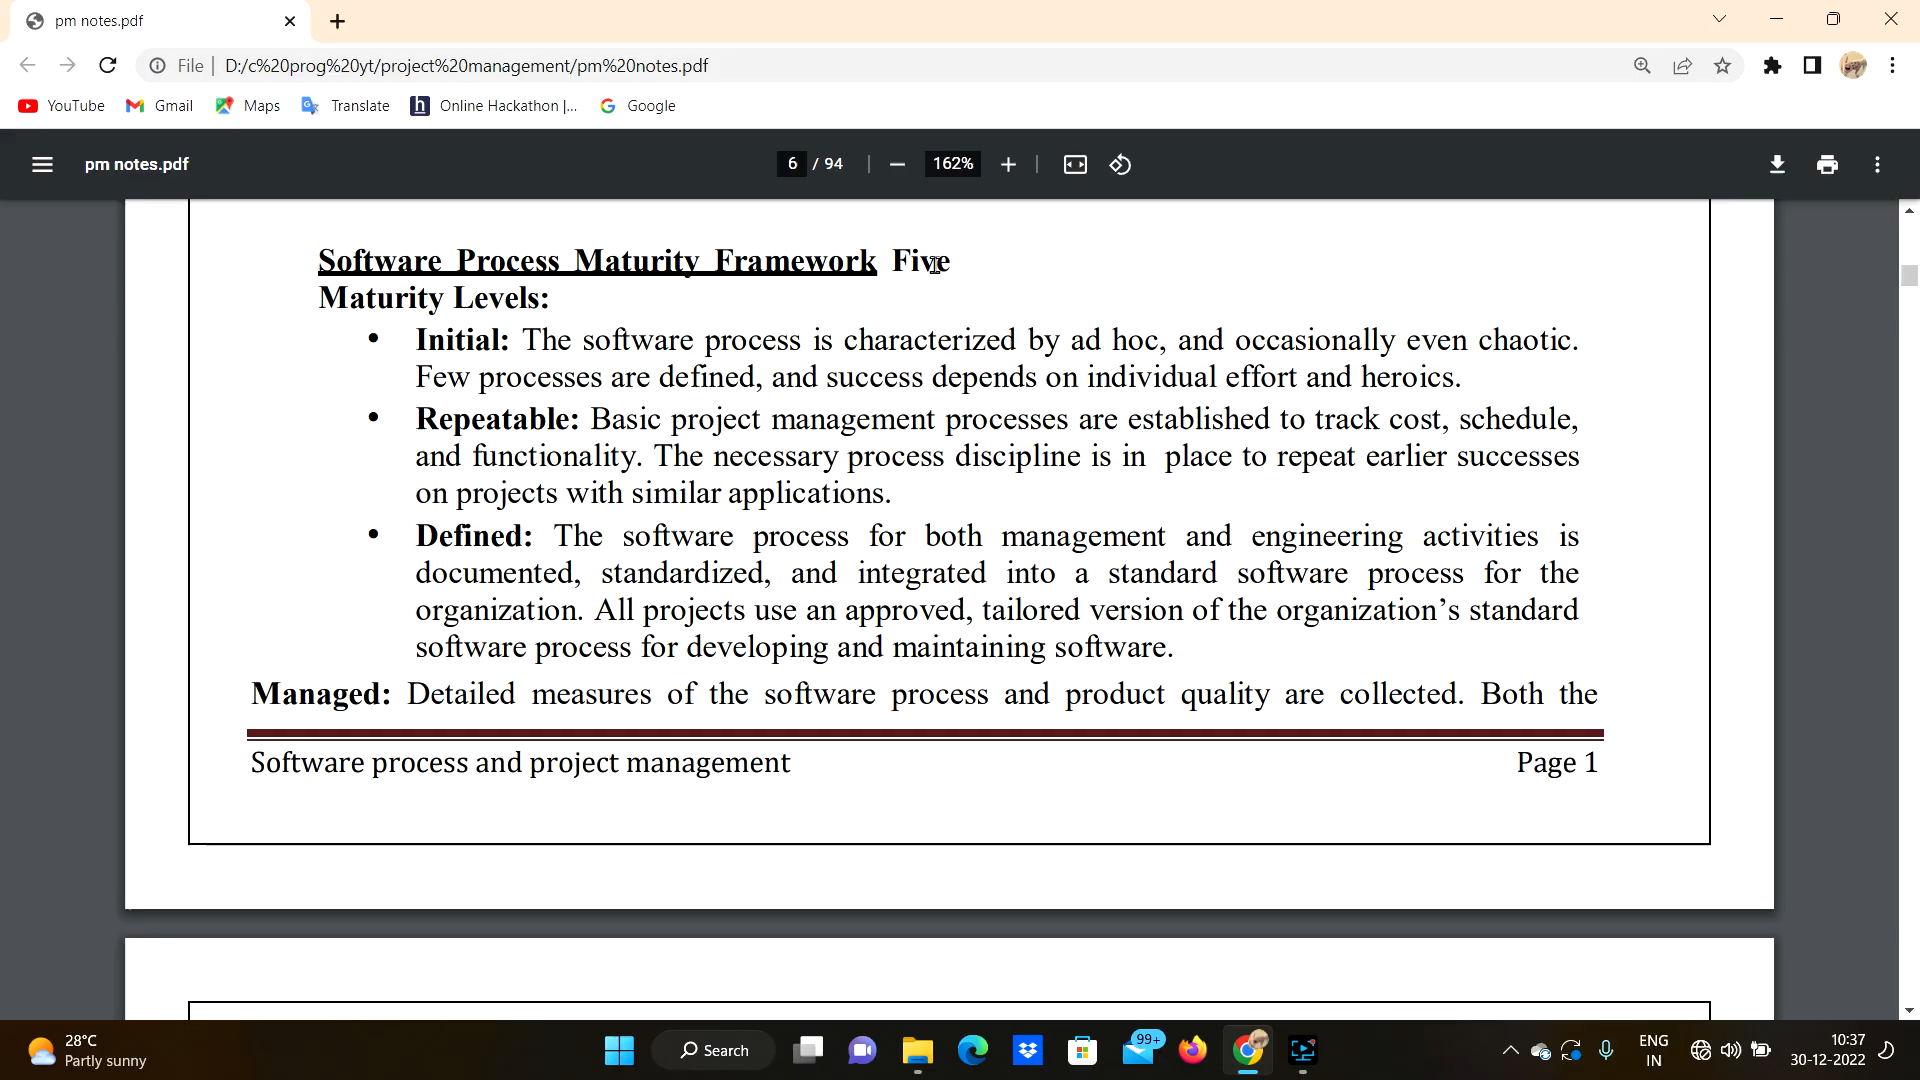 pm notes.pdf
File | D:/c%20prog%20yt/project%20management/pm%20notes.pdf
YouTube Gmail Maps Translate Online Hackathon |... Google
pm notes.pdf 6 / 94 162%
Software Process Maturity Framework Five
Maturity Levels:
• Initial: The software process is characterized by ad hoc, and occasionally even chaotic.
Few processes are defined, and success depends on individual effort and heroics.
• Repeatable: Basic project management processes are established to track cost, schedule,
and functionality. The necessary process discipline is in place to repeat earlier successes
on projects with similar applications.
• Defined: The software process for both management and engineering activities is
documented, standardized, and integrated into a standard software process for the
organization. All projects use an approved, tailored version of the organization’s standard
software process for developing and maintaining software.
Managed: Detailed measures of the software process and product quality are collected. Both the
Software process and project management Page 1
28°C
Partly sunny
Search
99+
ENG
IN
10:37
30-12-2022